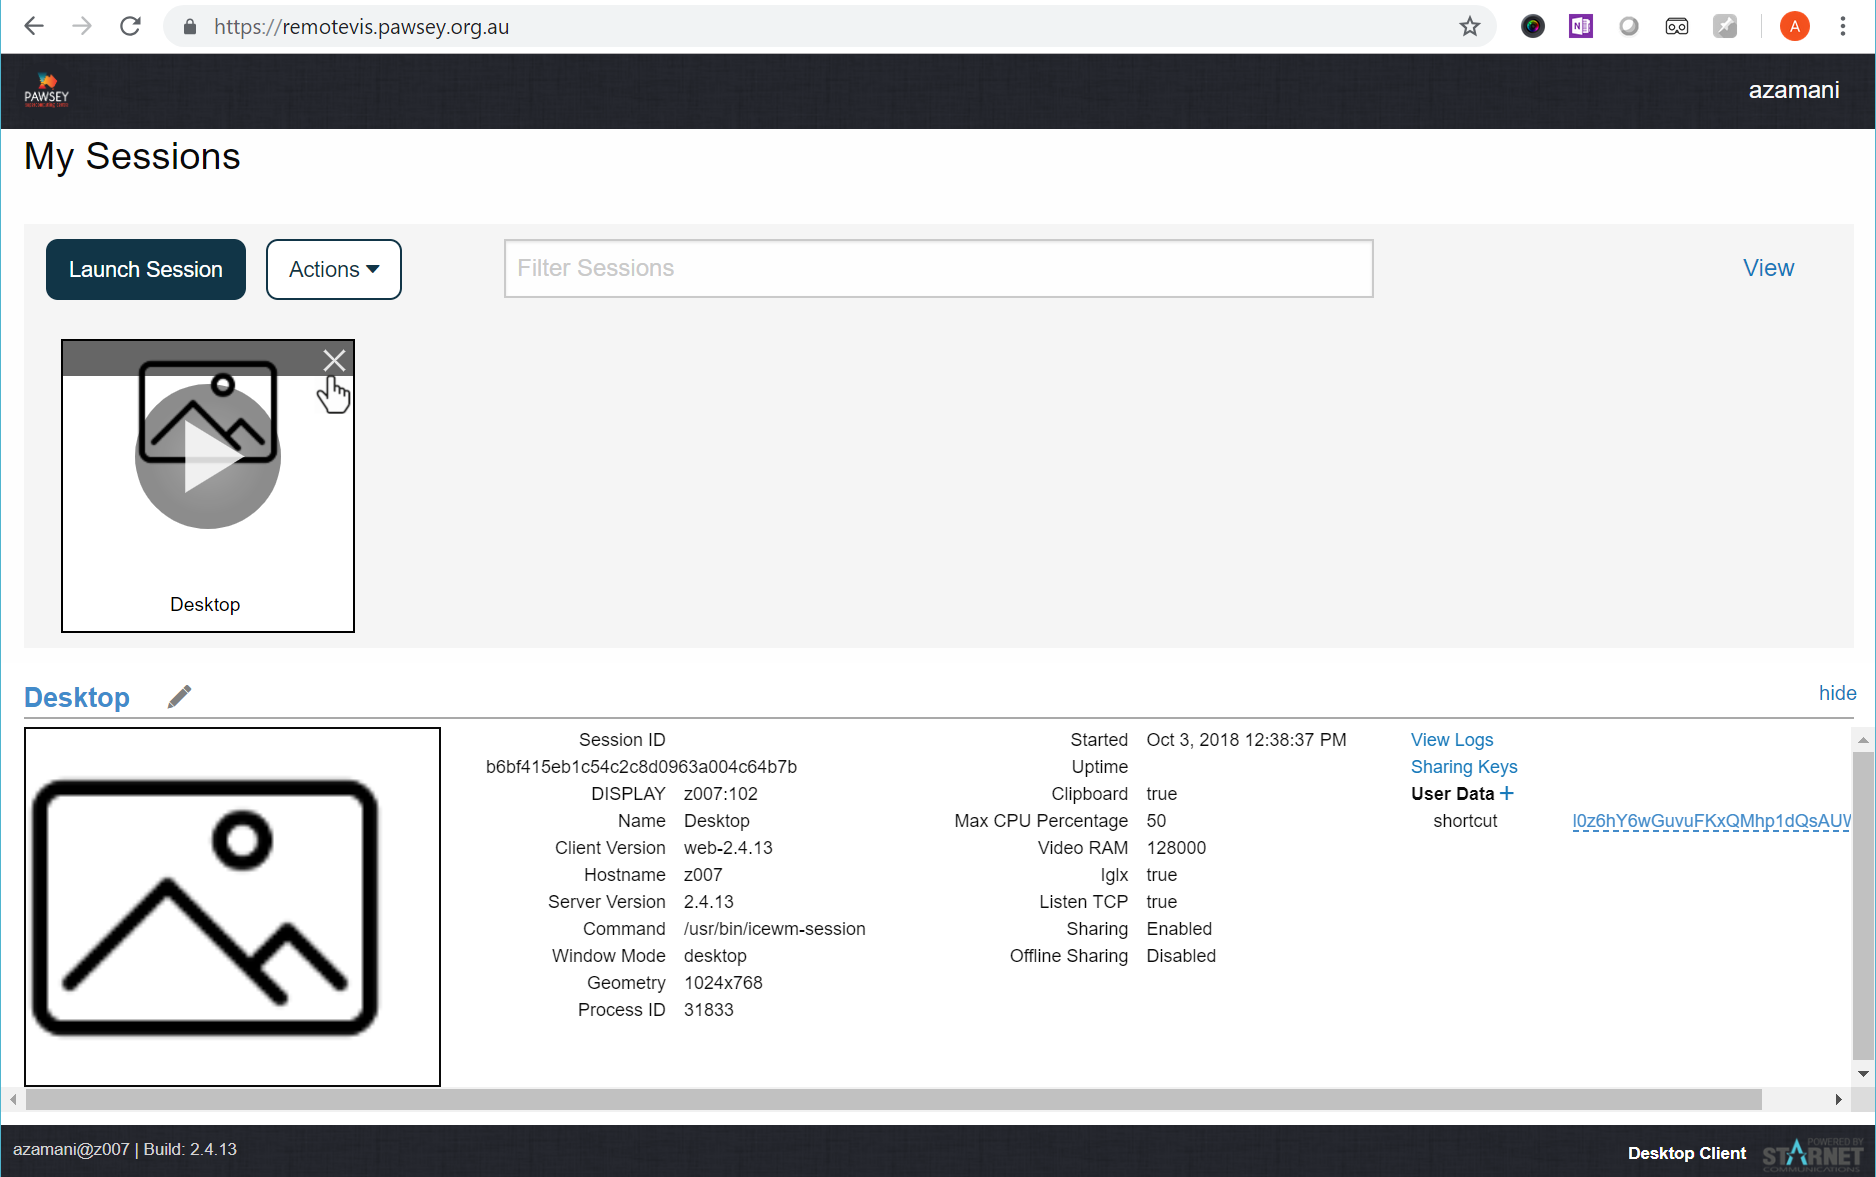 https://remotevis.pawsey.org.au
A
PAWSEY
azamani
My Sessions
Launch Session
Actions
Filter Sessions
View
Desktop
Desktop
hide
Session ID
b6bf415eb1c54c2c8d0963a004c64b7b
DISPLAY z007:102
Name Desktop
Client Version web-2.4.13
Hostname z007
Server Version 2.4.13
Command /usr/bin/icewm-session
Window Mode desktop
Geometry 1024x768
Process ID 31833
Started Oct 3, 2018 12:38:37 PM
Uptime
Clipboard true
Max CPU Percentage 50
Video RAM 128000
Iglx true
Listen TCP true
Sharing Enabled
Offline Sharing Disabled
View Logs
Sharing Keys
User Data +
shortcut
azamani@z007 | Build: 2.4.13
Desktop Client
POWERED BY
STARNET
COMMUNICATIONS